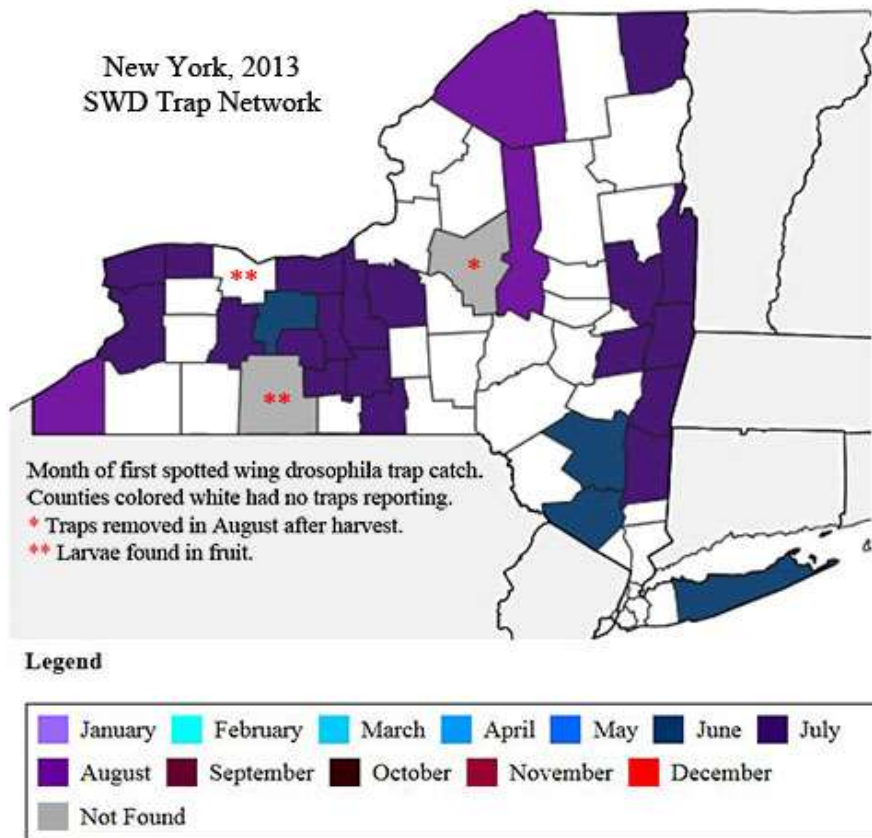 New York, 2013
SWD Trap Network
**
*
**
Month of first spotted wing drosophila trap catch.
Counties colored white had no traps reporting.
* Traps removed in August after harvest.
** Larvae found in fruit.
Legend
January February March April May June July
August September October November December
Not Found